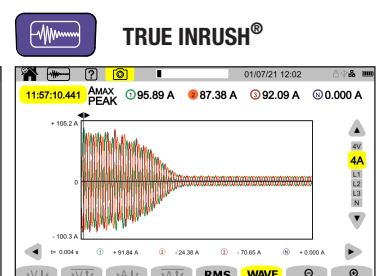 TRUE INRUSH®
?
01/07/21 12:02
11:57:10.441 AMAX PEAK 1 95.89 A 2 87.38 A 3 92.09 A N 0.000 A
+ 105.2 A
0
- 100.3 A
4V
4A
L1
L2
L3
N
t= 0.004 s 1 + 91.84 A 2 - 24.38 A 3 - 70.65 A N + 0.000 A
RMS WAVE